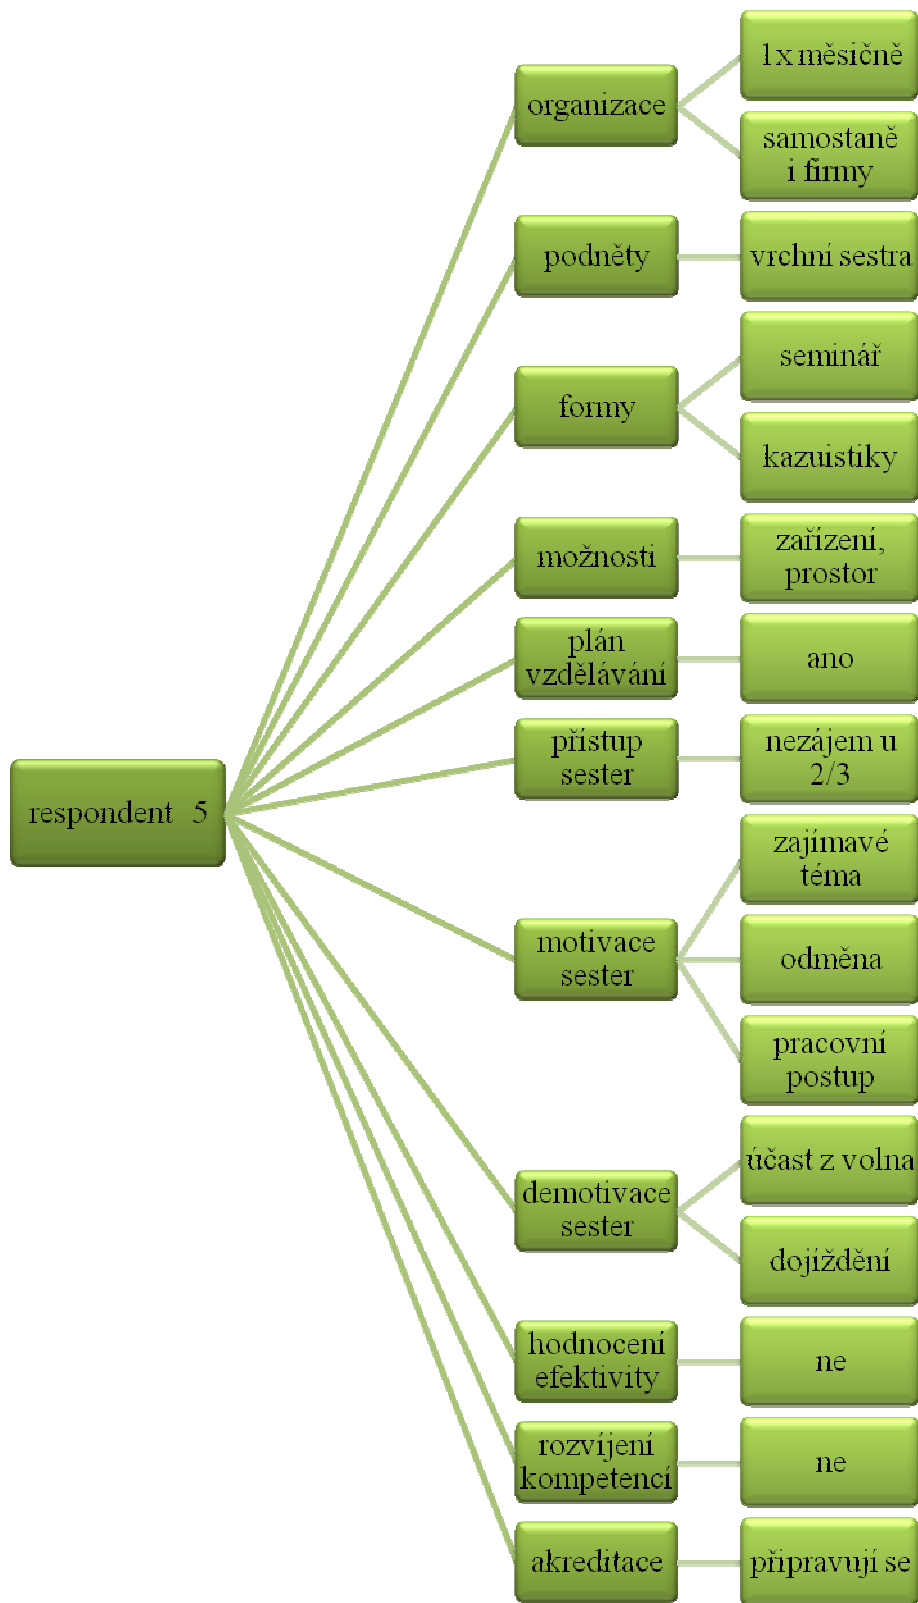 respondent 5
organizace
1x měsičně
samostaně
i firmy
podněty
vrchní sestra
formy
seminář
kazuistiky
možnosti
zařízení,
prostor
plán
vzdělávání
ano
přístup
sester
nezájem u
2/3
motivace
sester
zajímavé
téma
odměna
pracovní
postup
demotivace
sester
účast z volna
dojíždění
hodnocení
efektivity
ne
rozvíjení
kompetencí
ne
akreditace
připravují se